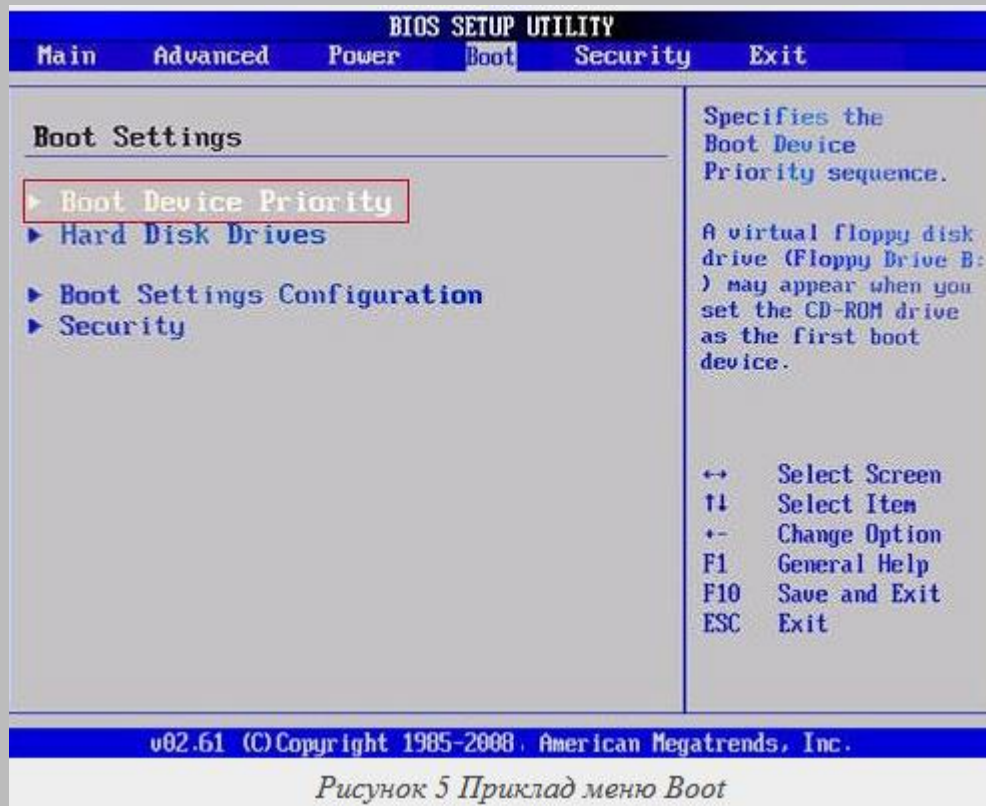 BIOS SETUP UTILITY
Main Advanced Power Boot Security Exit
Boot Settings
Boot Device Priority
Hard Disk Drives
Boot Settings Configuration
Security
Specifies the
Boot Device
Priority sequence.
A virtual floppy disk
drive (Floppy Drive B:
) may appear when you
set the CD-ROM drive
as the first boot
device.
↔ Select Screen
↑↓ Select Item
+- Change Option
F1 General Help
F10 Save and Exit
ESC Exit
v02.61 (C)Copyright 1985-2008, American Megatrends, Inc.
Рисунок 5 Приклад меню Boot